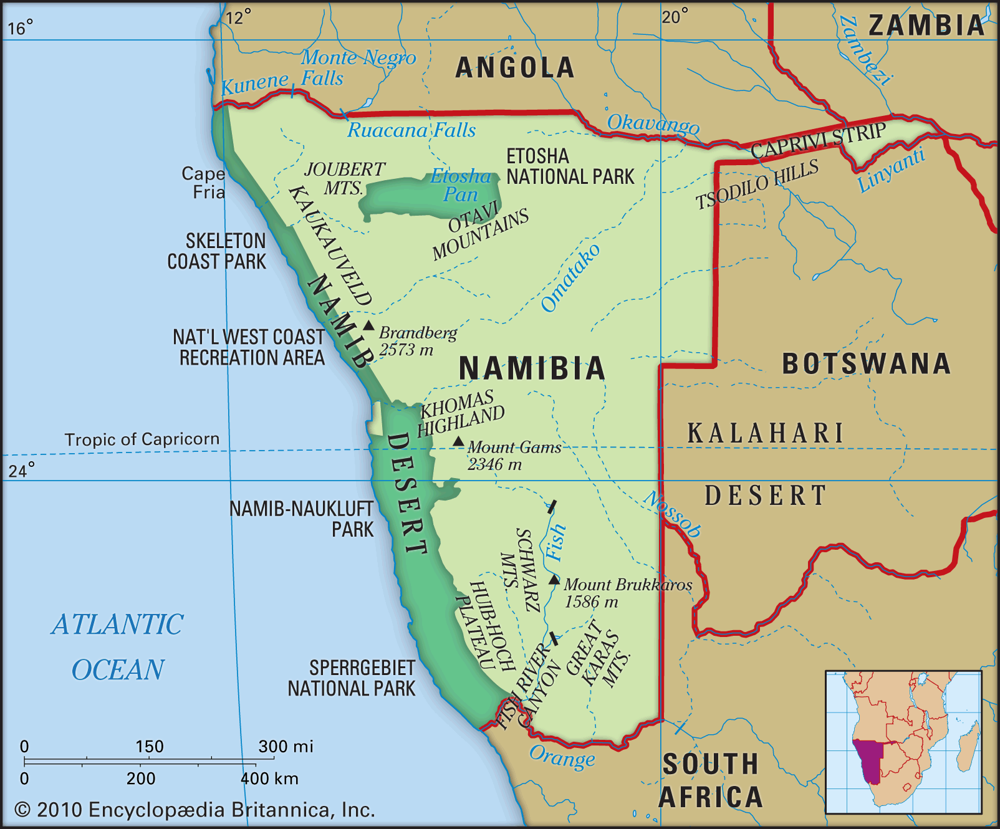 16°
12°
20°
ZAMBIA
Zambezi
Monte Negro
Falls
ANGOLA
Kunene
Okavango
Ruacana Falls
CAPRIVI STRIP
Linyanti
ETOSHA
NATIONAL PARK
TSODILO HILLS
Cape
Fria
JOUBERT
MTS.
Etosha
Pan
OTAVI
MOUNTAINS
KAUKAUVELD
SKELETON
COAST PARK
Omatako
NAMIB
NAT'L WEST COAST
RECREATION AREA
Brandberg
2573 m
NAMIBIA
BOTSWANA
KHOMAS
HIGHLAND
KALAHARI
Tropic of Capricorn
DESERT
Mount Gams
2346 m
24°
DESERT
NAMIB-NAUKLUFT
PARK
Nossob
Fish
SCHWARZ
MTS.
Mount Brukkaros
1586 m
HUIB-HOCH
PLATEAU
ATLANTIC
OCEAN
GREAT
KARAS
MTS.
SPERRGEBIET
NATIONAL PARK
FISH RIVER
CANYON
Orange
SOUTH
AFRICA
0 150 300 mi
0 200 400 km
© 2010 Encyclopædia Britannica, Inc.